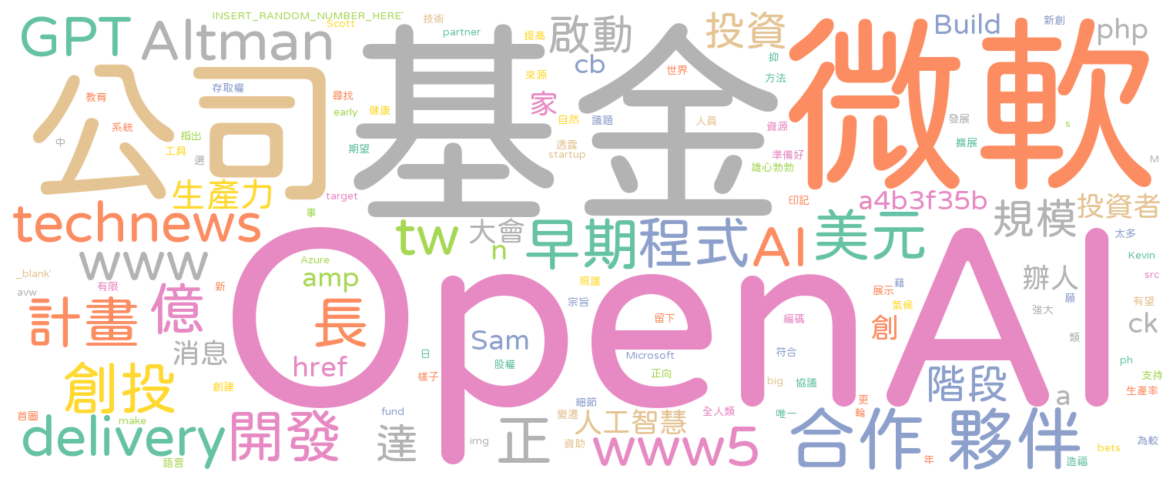 INSERT_RANDOM_NUMBER_HERE'
GPT
Altman
Scott
技術
partner
提高
啟動
投資
Build
新創
php
公司
基金
微軟
cb
來源
世界
抑
方法
教育
存取權
尋找
early
健康
家
自然
議題
人員
資源
發展
s
中
系統
指出
工具
選
期望
透露
startup
準備好
擴展
M
雄心勃勃
生產力
target
印記
a4b3f35b
投資者
technews
事
tw
大會
n
早期
程式
AI
美元
規模
太多
www
Azure
OpenAI
Kevin
_blank'
amp
願
src
avw
有限
新
照護
宗旨
藉
展示
氣候
辦人
有望
強大
計畫
億
長
留下
編碼
創
ck
消息
href
Sam
日
股權
Microsoft
正向
符合
類
ph
支持
創投
創建
樣子
big
協議
階段
a
生產率
首圖
make
fund
細節
變遷
人工智慧
全人類
唯一
更
輪
delivery
開發
達
img
正
資助
www5
合作
夥伴
為較
bets
語言
年
造福